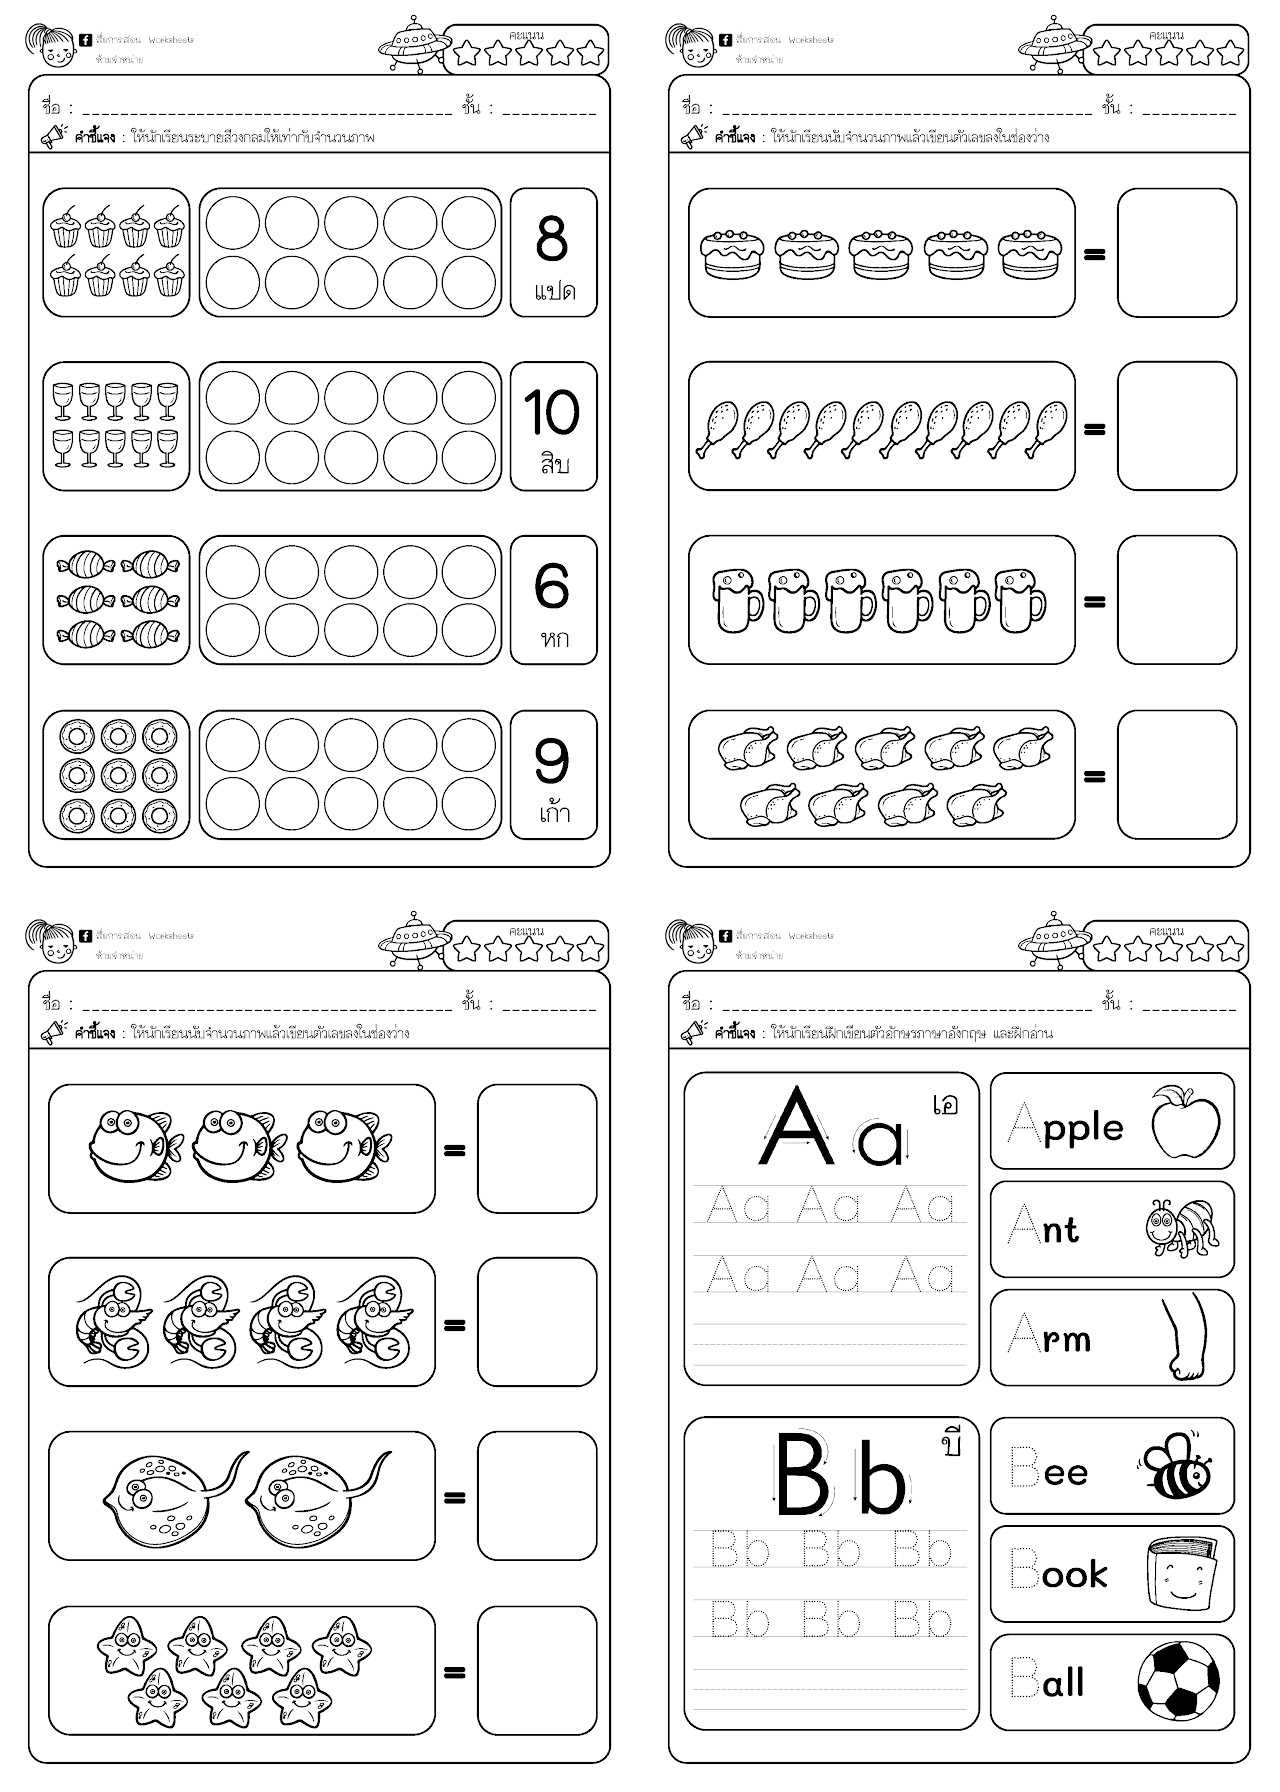 สื่อการสอน Worksheets
ห้ามจำหน่าย
คะแนน
ชื่อ : ชั้น :
คำชี้แจง : ให้นักเรียนระบายสีวงกลมให้เท่ากับจำนวนภาพ
8
แปด
10
สิบ
6
หก
9
เก้า
สื่อการสอน Worksheets
ห้ามจำหน่าย
คะแนน
ชื่อ : ชั้น :
คำชี้แจง : ให้นักเรียนนับจำนวนภาพแล้วเขียนตัวเลขลงในช่องว่าง
=
=
=
=
สื่อการสอน Worksheets
ห้ามจำหน่าย
คะแนน
ชื่อ : ชั้น :
คำชี้แจง : ให้นักเรียนนับจำนวนภาพแล้วเขียนตัวเลขลงในช่องว่าง
=
=
=
=
สื่อการสอน Worksheets
ห้ามจำหน่าย
คะแนน
ชื่อ : ชั้น :
คำชี้แจง : ให้นักเรียนฝึกเขียนตัวอักษรภาษาอังกฤษ และฝึกอ่าน
A a เอ
Aa Aa Aa
Aa Aa Aa
Apple
Ant
Arm
B b บี
Bb Bb Bb
Bb Bb Bb
Bee
Book
Ball